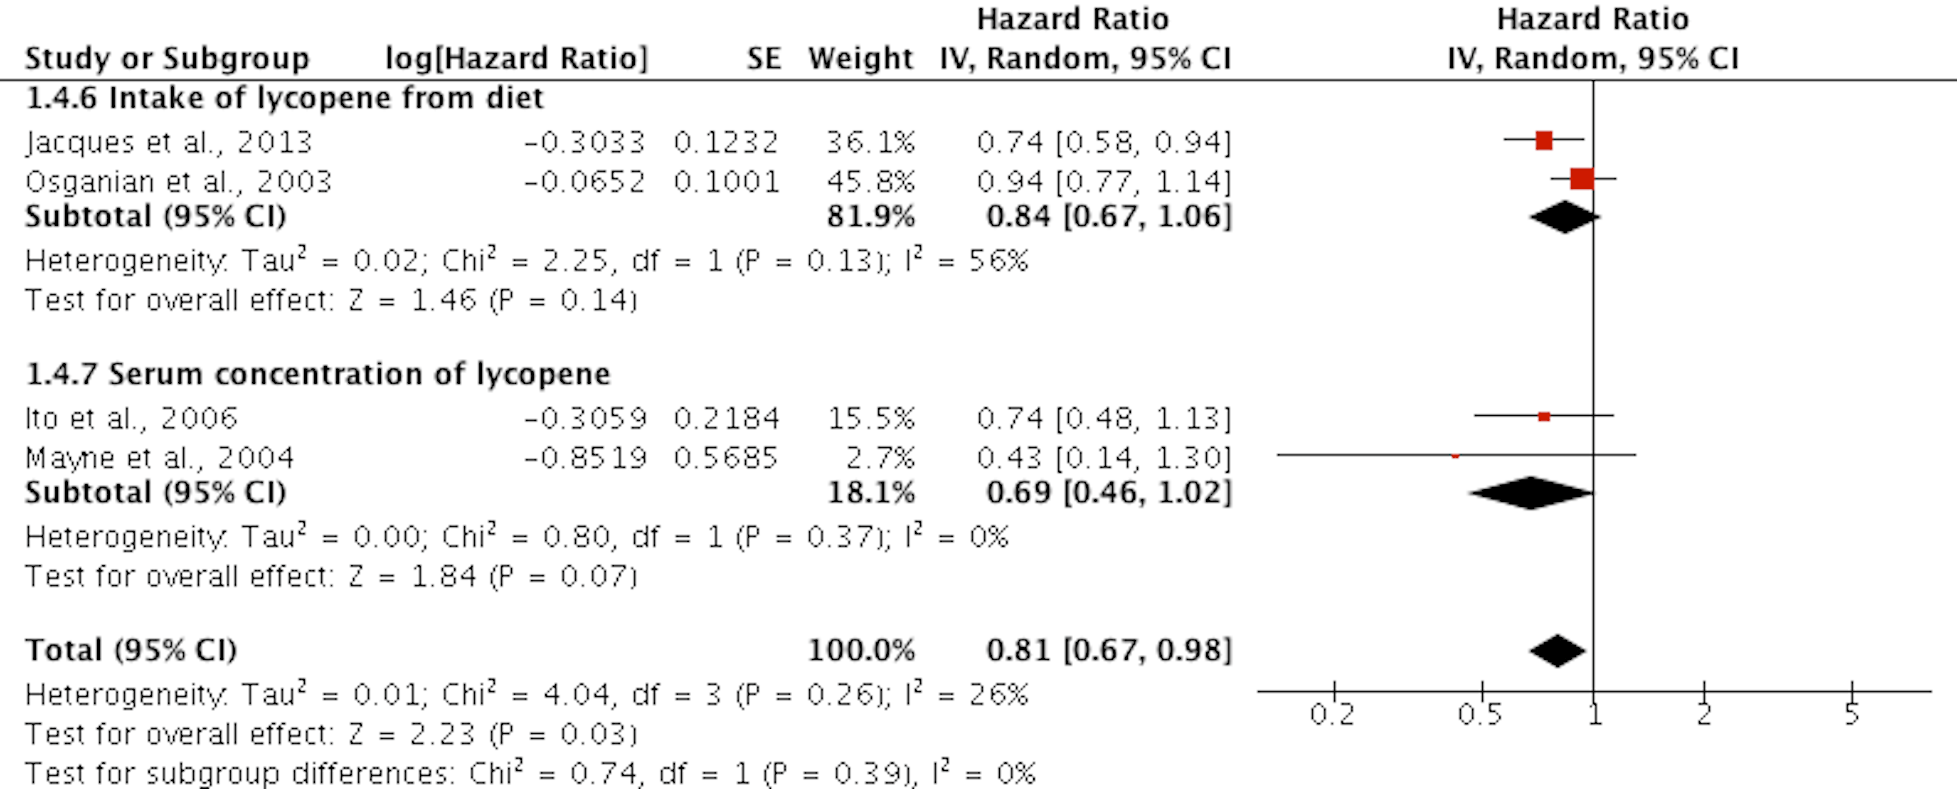 Hazard Ratio Hazard Ratio
Study or Subgroup log[Hazard Ratio] SE Weight IV, Random, 95% CI IV, Random, 95% CI
1.4.6 Intake of lycopene from diet
Jacques et al., 2013 −0.3033 0.1232 36.1% 0.74 [0.58, 0.94]
Osganian et al., 2003 −0.0652 0.1001 45.8% 0.94 [0.77, 1.14]
Subtotal (95% CI) 81.9% 0.84 [0.67, 1.06]
Heterogeneity: Tau² = 0.02; Chi² = 2.25, df = 1 (P = 0.13); I² = 56%
Test for overall effect: Z = 1.46 (P = 0.14)
1.4.7 Serum concentration of lycopene
Ito et al., 2006 −0.3059 0.2184 15.5% 0.74 [0.48, 1.13]
Mayne et al., 2004 −0.8519 0.5685 2.7% 0.43 [0.14, 1.30]
Subtotal (95% CI) 18.1% 0.69 [0.46, 1.02]
Heterogeneity: Tau² = 0.00; Chi² = 0.80, df = 1 (P = 0.37); I² = 0%
Test for overall effect: Z = 1.84 (P = 0.07)
Total (95% CI) 100.0% 0.81 [0.67, 0.98]
Heterogeneity: Tau² = 0.01; Chi² = 4.04, df = 3 (P = 0.26); I² = 26%
0.2 0.5 1 2 5
Test for overall effect: Z = 2.23 (P = 0.03)
Test for subgroup differences: Chi² = 0.74, df = 1 (P = 0.39), I² = 0%